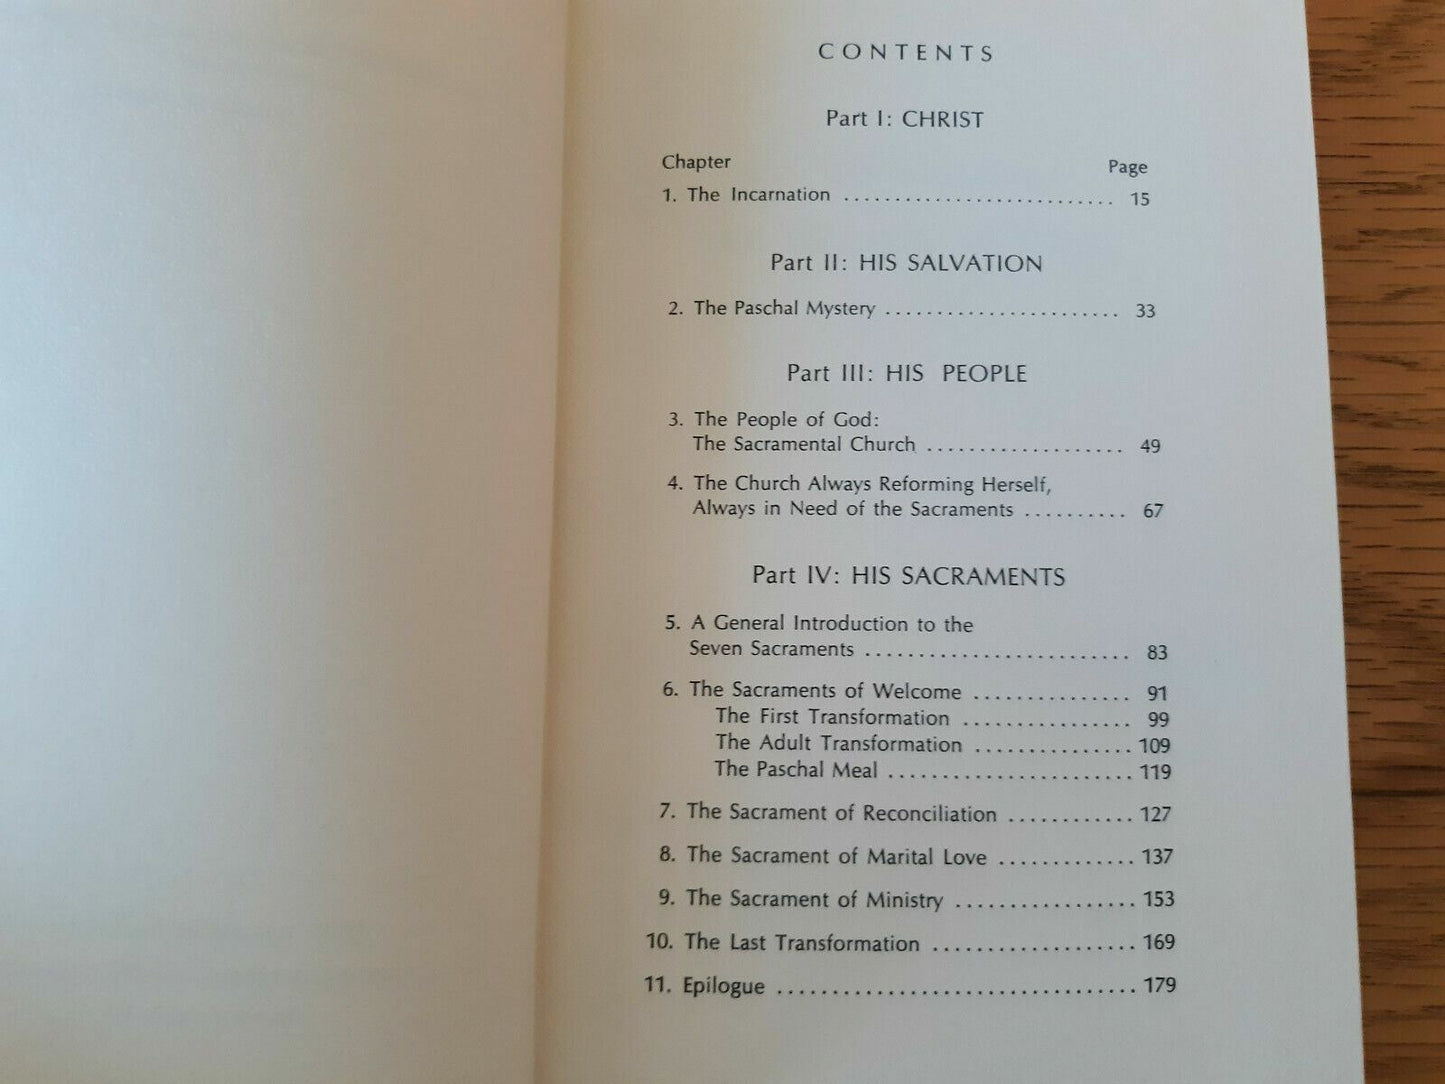 CONTENTS
Part I: CHRIST
Chapter Page
1. The Incarnation ........................... 15
Part II: HIS SALVATION
2. The Paschal Mystery ....................... 33
Part III: HIS PEOPLE
3. The People of God:
The Sacramental Church ................... 49
4. The Church Always Reforming Herself,
Always in Need of the Sacraments .......... 67
Part IV: HIS SACRAMENTS
5. A General Introduction to the
Seven Sacraments ......................... 83
6. The Sacraments of Welcome ............... 91
The First Transformation ................ 99
The Adult Transformation ............... 109
The Paschal Meal ....................... 119
7. The Sacrament of Reconciliation ............ 127
8. The Sacrament of Marital Love ............. 137
9. The Sacrament of Ministry ................. 153
10. The Last Transformation ................... 169
11. Epilogue .................................. 179